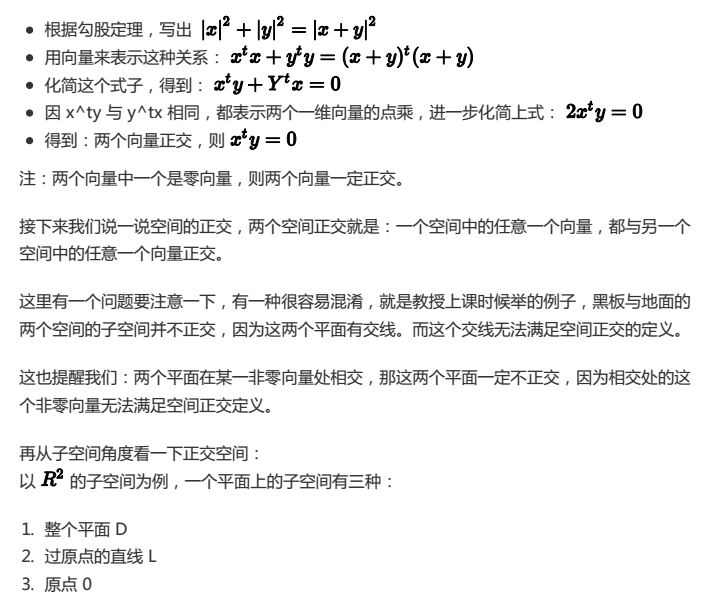 • 根据勾股定理，写出 |x|² + |y|² = |x + y|²
• 用向量来表示这种关系： xᵗx + yᵗy = (x + y)ᵗ(x + y)
• 化简这个式子，得到： xᵗy + Yᵗx = 0
• 因 x^ty 与 y^tx 相同，都表示两个一维向量的点乘，进一步化简上式： 2xᵗy = 0
• 得到：两个向量正交，则 xᵗy = 0
注：两个向量中一个是零向量，则两个向量一定正交。
接下来我们说一说空间的正交，两个空间正交就是：一个空间中的任意一个向量，都与另一个
空间中的任意一个向量正交。
这里有一个问题要注意一下，有一种很容易混淆，就是教授上课时候举的例子，黑板与地面的
两个空间的子空间并不正交，因为这两个平面有交线。而这个交线无法满足空间正交的定义。
这也提醒我们：两个平面在某一非零向量处相交，那这两个平面一定不正交，因为相交处的这
个非零向量无法满足空间正交定义。
再从子空间角度看一下正交空间：
以 R² 的子空间为例，一个平面上的子空间有三种：
1. 整个平面 D
2. 过原点的直线 L
3. 原点 0